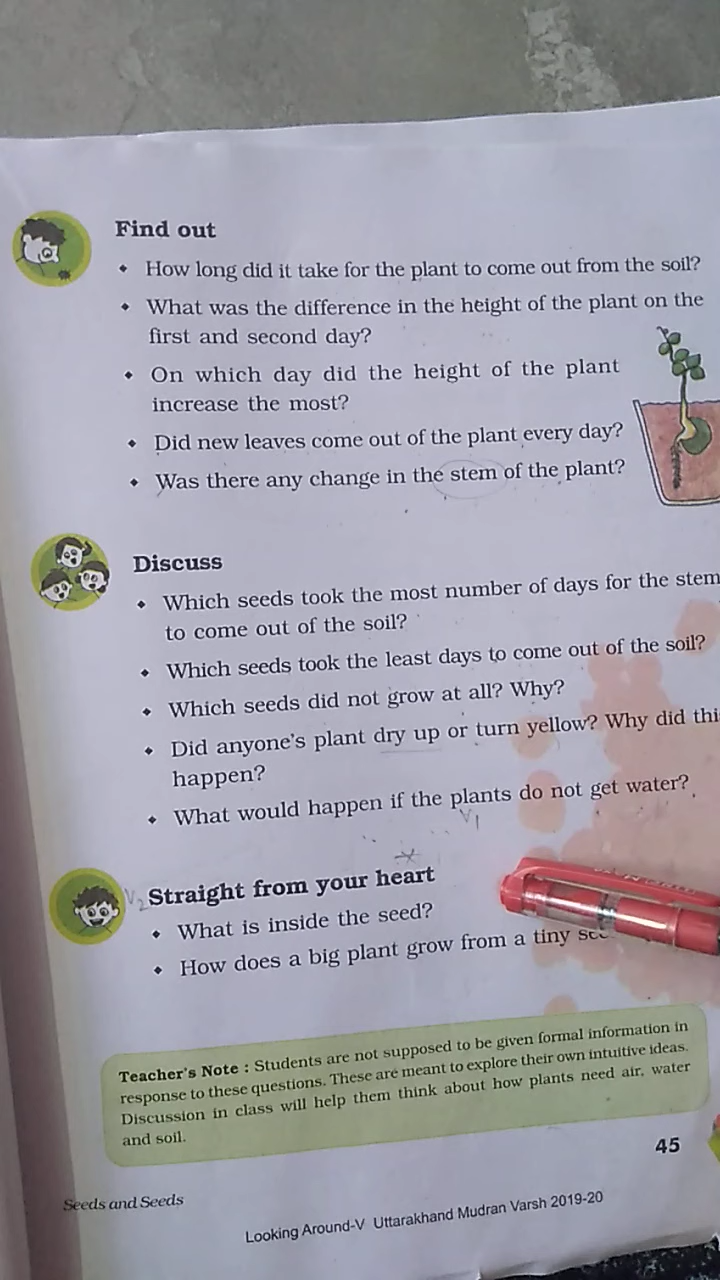 Find out
• How long did it take for the plant to come out from the soil?
• What was the difference in the height of the plant on the
first and second day?
• On which day did the height of the plant
increase the most?
• Did new leaves come out of the plant every day?
• Was there any change in the stem of the plant?
Discuss
• Which seeds took the most number of days for the stem
to come out of the soil?
• Which seeds took the least days to come out of the soil?
• Which seeds did not grow at all? Why?
• Did anyone's plant dry up or turn yellow? Why did thi
happen?
• What would happen if the plants do not get water?
Straight from your heart
• What is inside the seed?
• How does a big plant grow from a tiny
Teacher's Note : Students are not supposed to be given formal information in
response to these questions. These are meant to explore their own intuitive ideas.
Discussion in class will help them think about how plants need air, water
and soil.
45
Seeds and Seeds
Looking Around-V Uttarakhand Mudran Varsh 2019-20